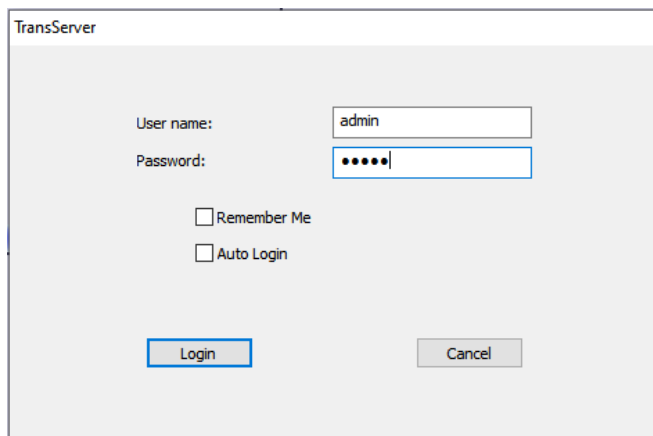 TransServer
User name:
admin
Password:
●●●●●
Remember Me
Auto Login
Login
Cancel